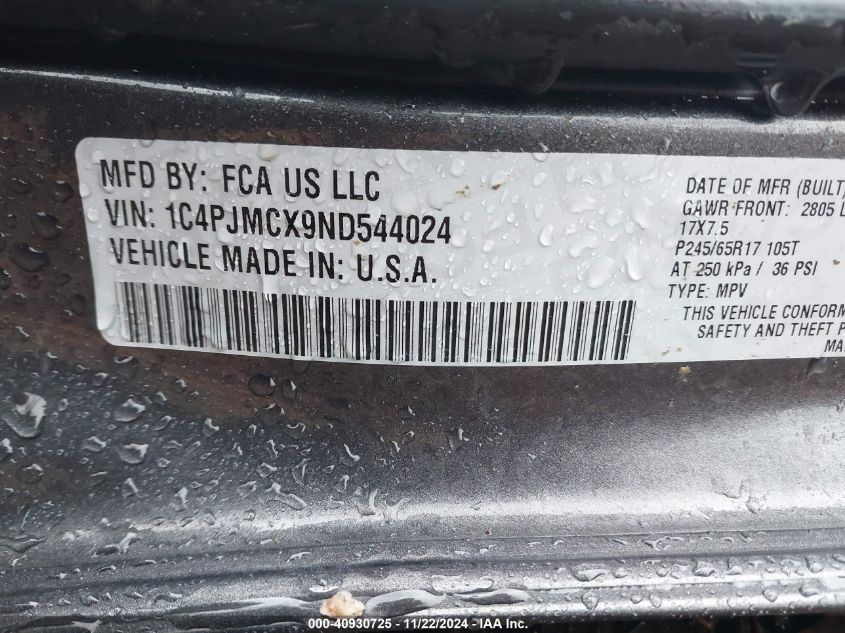 MFD BY: FCA US LLC
VIN: 1C4PJMCX9ND544024
VEHICLE MADE IN: U.S.A.
DATE OF MFR (BUILT)
GAWR FRONT: 2805 L
17X7.5
P245/65R17 105T
AT 250 kPa / 36 PSI
TYPE: MPV
THIS VEHICLE CONFORM
SAFETY AND THEFT P
MA
000-40930725 - 11/22/2024 - IAA Inc.